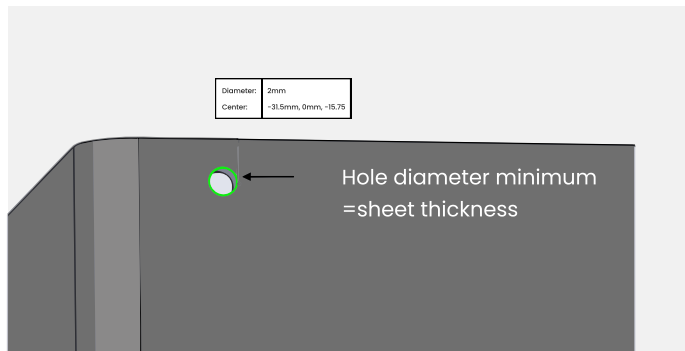 Diameter: 2mm
Center: -31.5mm, 0mm, -15.75
Hole diameter minimum
=sheet thickness